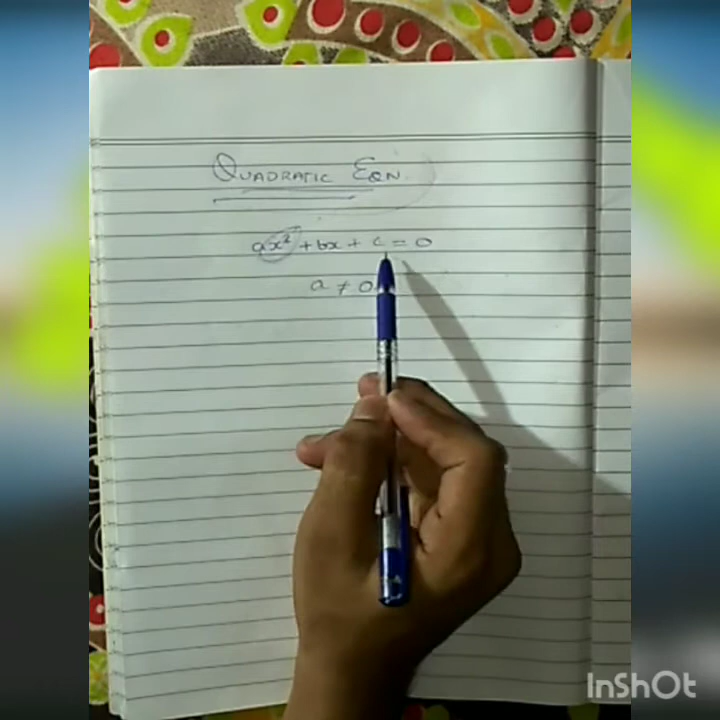 QUADRATIC EQN.
ax² + bx + c = 0
a ≠ 0
InShOt